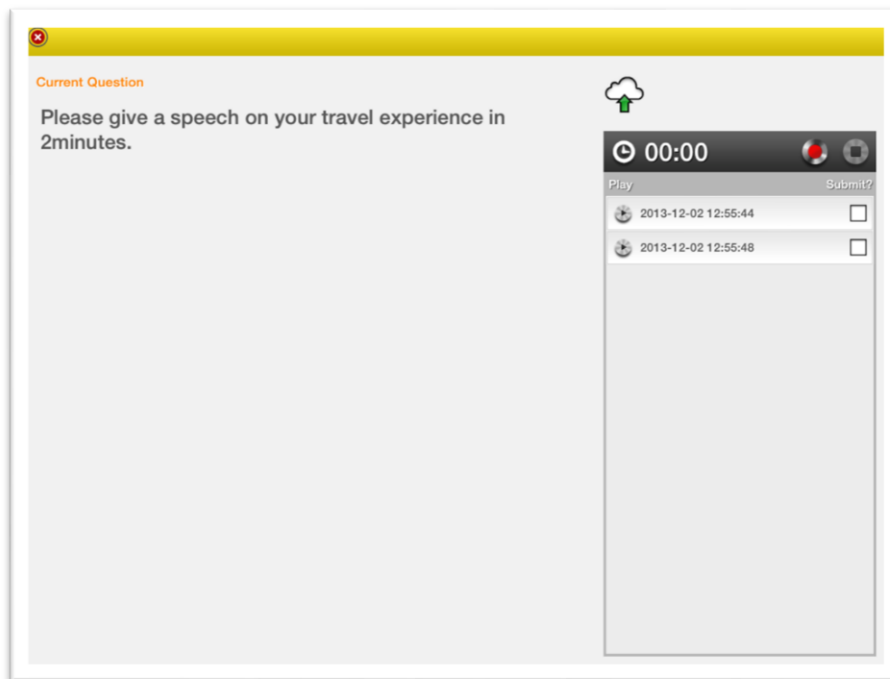 Current Question
Please give a speech on your travel experience in
2minutes.
00:00
Play Submit?
2013-12-02 12:55:44
2013-12-02 12:55:48